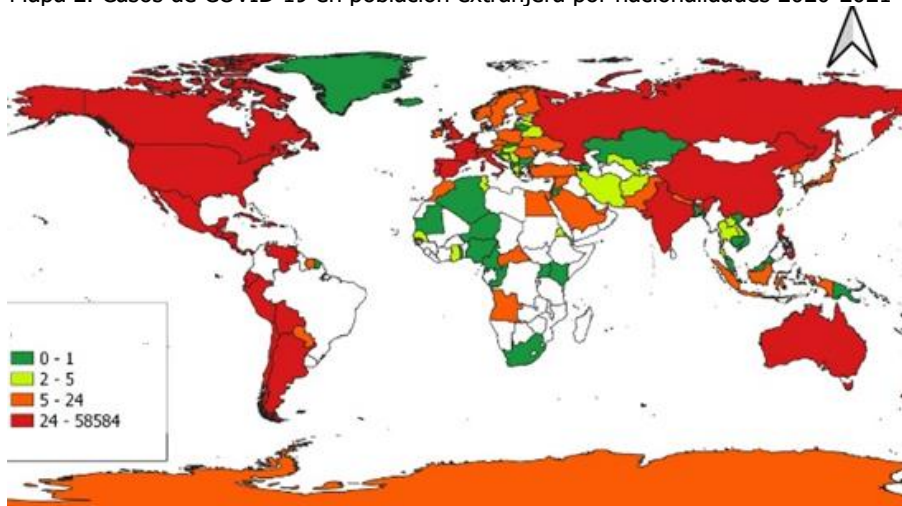 Mapa 2. Casos de COVID-19 en población extranjera por nacionalidades 2020-2021
0 - 1
2 - 5
5 - 24
24 - 58584